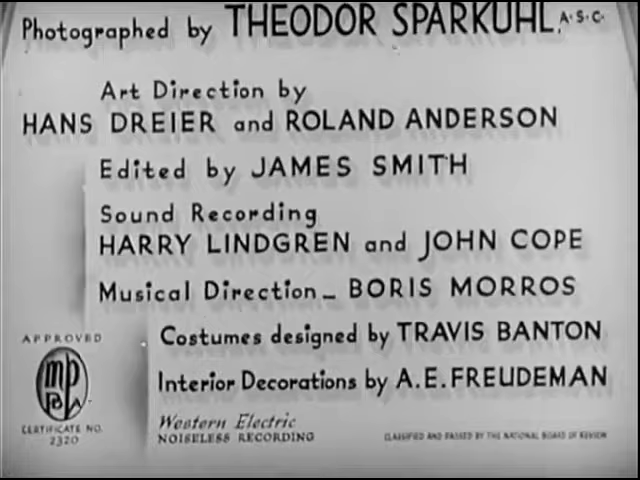 Photographed by THEODOR SPARKUHL, A.S.C.
Art Direction by
HANS DREIER and ROLAND ANDERSON
Edited by JAMES SMITH
Sound Recording
HARRY LINDGREN and JOHN COPE
Musical Direction_ BORIS MORROS
Costumes designed by TRAVIS BANTON
Interior Decorations by A.E. FREUDEMAN
APPROVED
MPPDA
CERTIFICATE NO.
2320
Western Electric
NOISELESS RECORDING
CLASSIFIED AND PASSED BY THE NATIONAL BOARD OF REVIEW